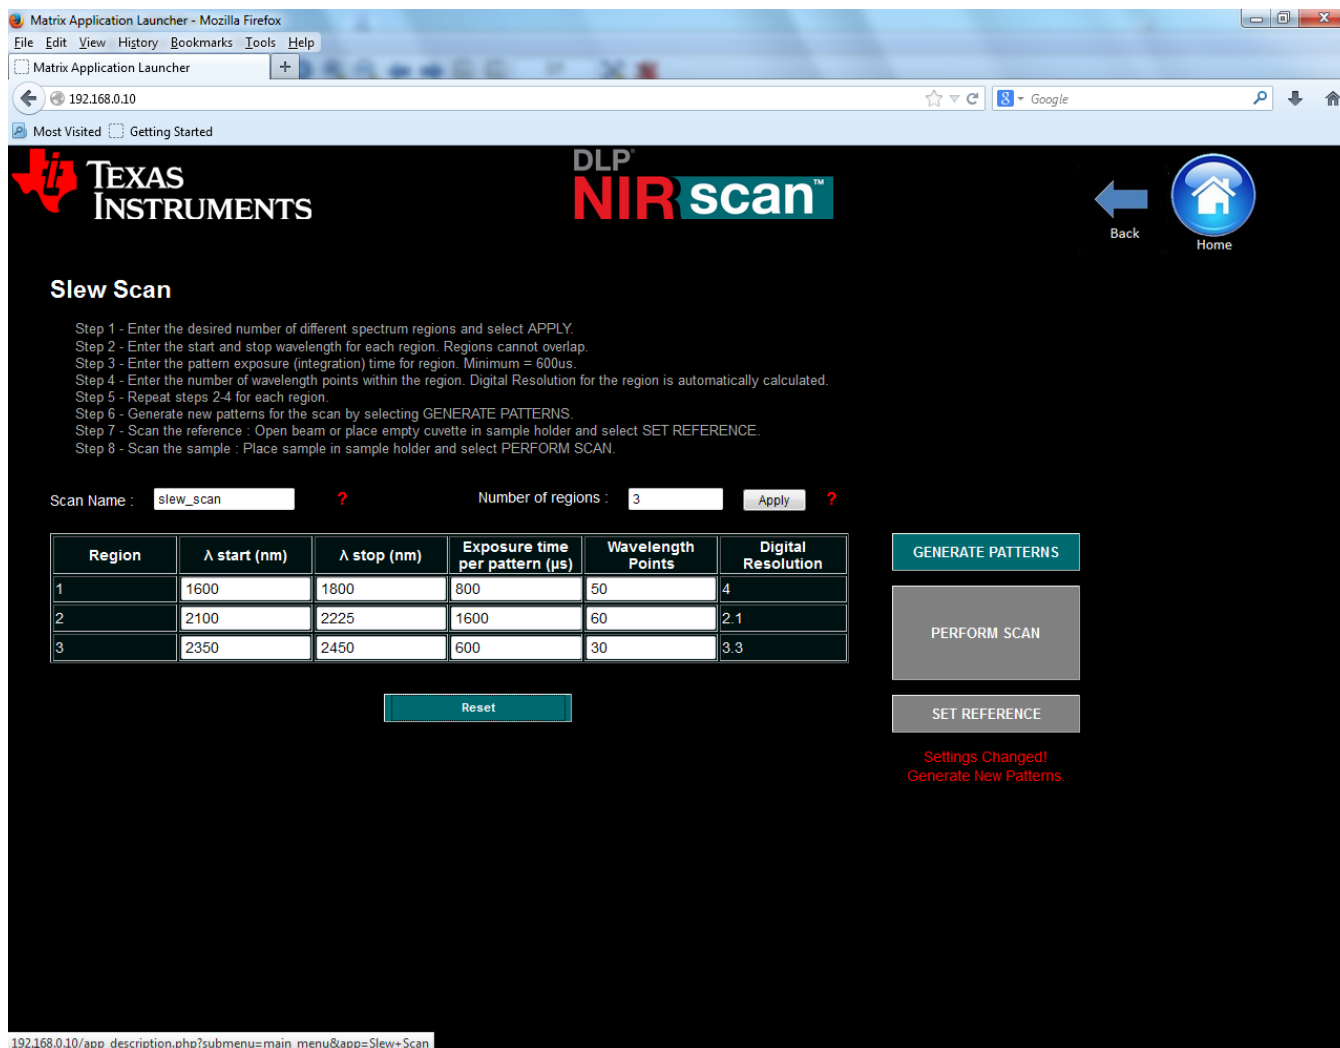 Matrix Application Launcher - Mozilla Firefox
File Edit View History Bookmarks Tools Help
Matrix Application Launcher +
192.168.0.10 8 Google
Most Visited Getting Started
TEXAS INSTRUMENTS
DLP®
NIRscan™
Back
Home
Slew Scan
Step 1 - Enter the desired number of different spectrum regions and select APPLY.
Step 2 - Enter the start and stop wavelength for each region. Regions cannot overlap.
Step 3 - Enter the pattern exposure (integration) time for region. Minimum = 600us.
Step 4 - Enter the number of wavelength points within the region. Digital Resolution for the region is automatically calculated.
Step 5 - Repeat steps 2-4 for each region.
Step 6 - Generate new patterns for the scan by selecting GENERATE PATTERNS.
Step 7 - Scan the reference : Open beam or place empty cuvette in sample holder and select SET REFERENCE.
Step 8 - Scan the sample : Place sample in sample holder and select PERFORM SCAN.
Scan Name : slew_scan ? Number of regions : 3 Apply ?
Region λ start (nm) λ stop (nm) Exposure time per pattern (µs) Wavelength Points Digital Resolution
1 1600 1800 800 50 4
2 2100 2225 1600 60 2.1
3 2350 2450 600 30 3.3
Reset
GENERATE PATTERNS
PERFORM SCAN
SET REFERENCE
Settings Changed!
Generate New Patterns.
192.168.0.10/app_description.php?submenu=main_menu&app=Slew+Scan